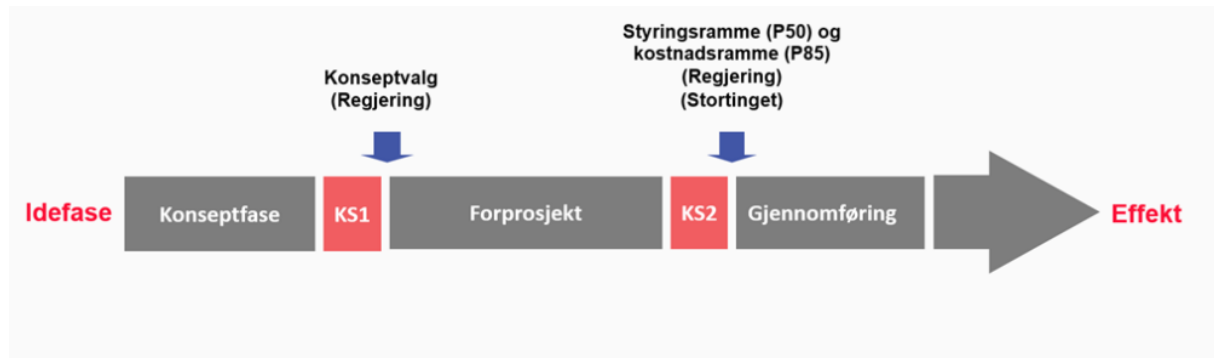 Styringsramme (P50) og
kostnadsramme (P85)
(Regjering)
(Stortinget)
Konseptvalg
(Regjering)
Idefase
Konseptfase
KS1
Forprosjekt
KS2
Gjennomføring
Effekt